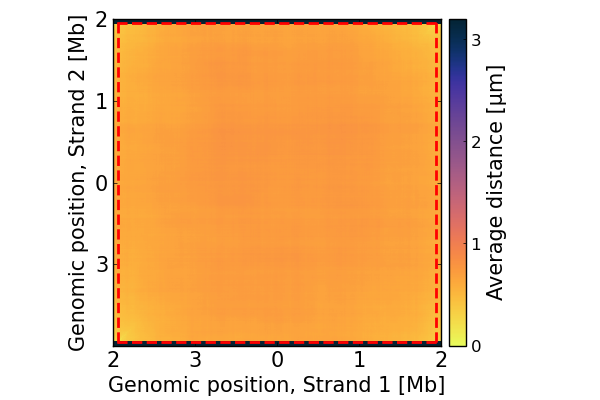 2
1
0
3
Genomic position, Strand 2 [Mb]
2 3 0 1 2
Genomic position, Strand 1 [Mb]
3
2
1
0
Average distance [μm]